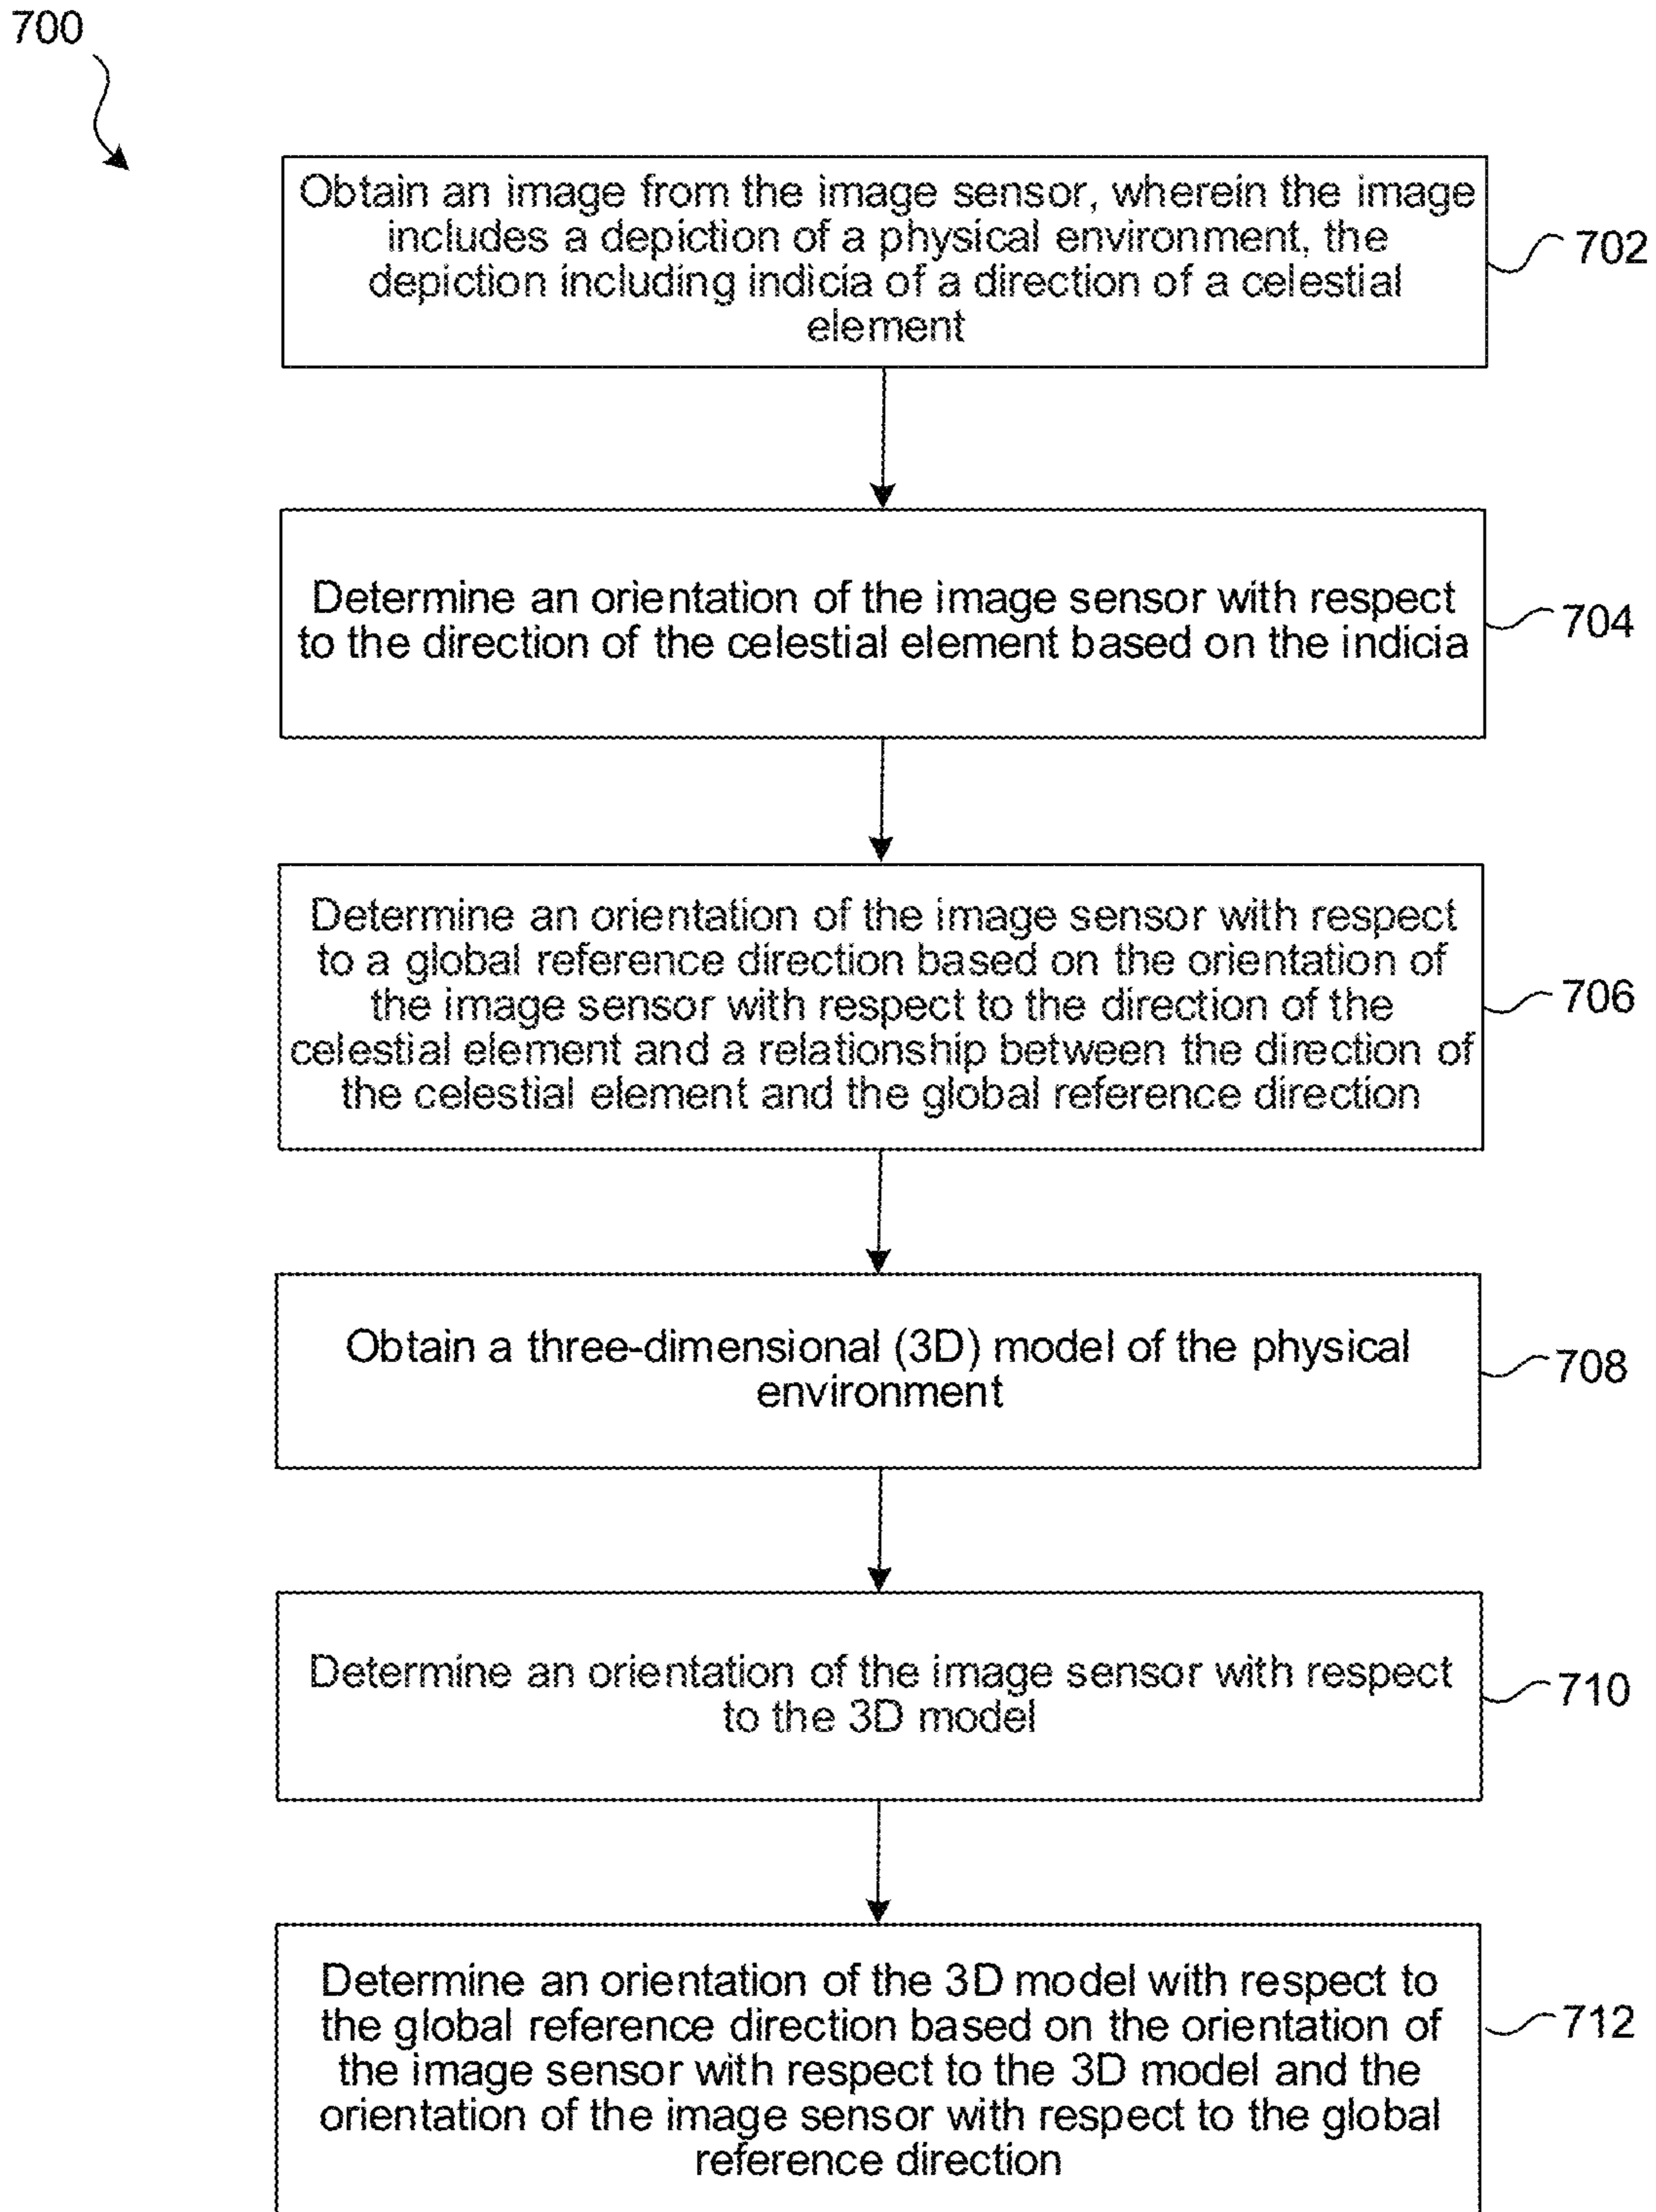 700
Obtain an image from the image sensor, wherein the image
includes a depiction of a physical environment, the
depiction including indicia of a direction of a celestial
element
702
Determine an orientation of the image sensor with respect
to the direction of the celestial element based on the indicia
704
Determine an orientation of the image sensor with respect
to a global reference direction based on the orientation of
the image sensor with respect to the direction of the
celestial element and a relationship between the direction of
the celestial element and the global reference direction
706
Obtain a three-dimensional (3D) model of the physical
environment
708
Determine an orientation of the image sensor with respect
to the 3D model
710
Determine an orientation of the 3D model with respect to
the global reference direction based on the orientation of
the image sensor with respect to the 3D model and the
orientation of the image sensor with respect to the global
reference direction
712